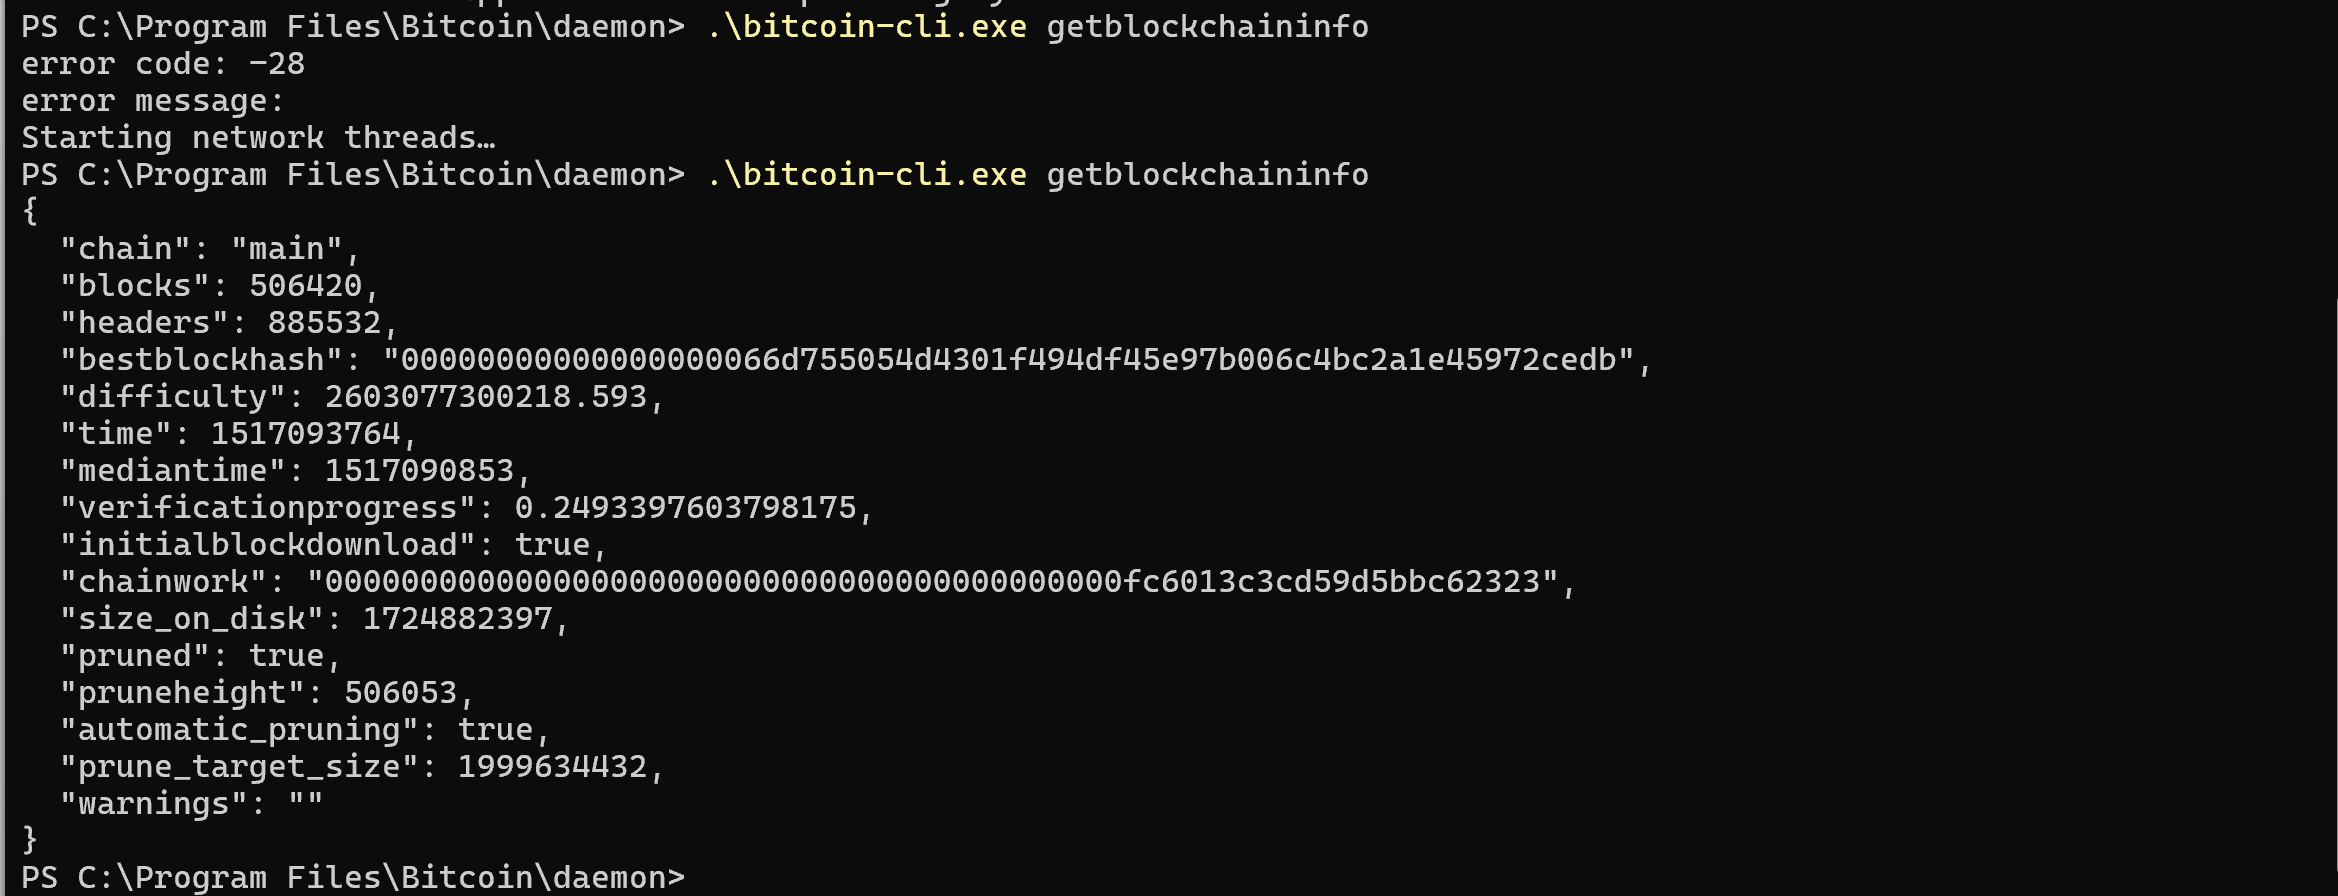 PS C:\Program Files\Bitcoin\daemon> .\bitcoin-cli.exe getblockchaininfo
error code: -28
error message:
Starting network threads…
PS C:\Program Files\Bitcoin\daemon> .\bitcoin-cli.exe getblockchaininfo
{
  "chain": "main",
  "blocks": 506420,
  "headers": 885532,
  "bestblockhash": "00000000000000000066d755054d4301f494df45e97b006c4bc2a1e45972cedb",
  "difficulty": 2603077300218.593,
  "time": 1517093764,
  "mediantime": 1517090853,
  "verificationprogress": 0.2493397603798175,
  "initialblockdownload": true,
  "chainwork": "000000000000000000000000000000000000000000fc6013c3cd59d5bbc62323",
  "size_on_disk": 1724882397,
  "pruned": true,
  "pruneheight": 506053,
  "automatic_pruning": true,
  "prune_target_size": 1999634432,
  "warnings": ""
}
PS C:\Program Files\Bitcoin\daemon>